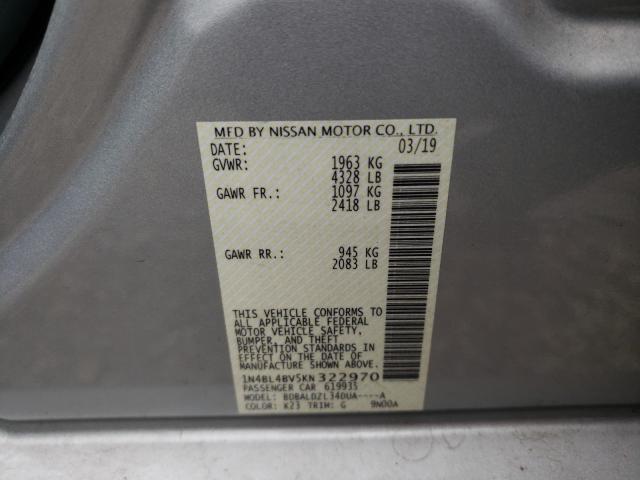 MFD BY NISSAN MOTOR CO., LTD.
DATE: 03/19
GVWR: 1963 KG
4328 LB
GAWR FR.: 1097 KG
2418 LB
GAWR RR.: 945 KG
2083 LB
THIS VEHICLE CONFORMS TO
ALL APPLICABLE FEDERAL
MOTOR VEHICLE SAFETY,
BUMPER, AND THEFT
PREVENTION STANDARDS IN
EFFECT ON THE DATE OF
MANUFACTURE SHOWN ABOVE.
1N4BL4BV5KN322970
PASSENGER CAR 619935
MODEL: BDBALDZL34DUA----A
COLOR: K23 TRIM: G 9N00A